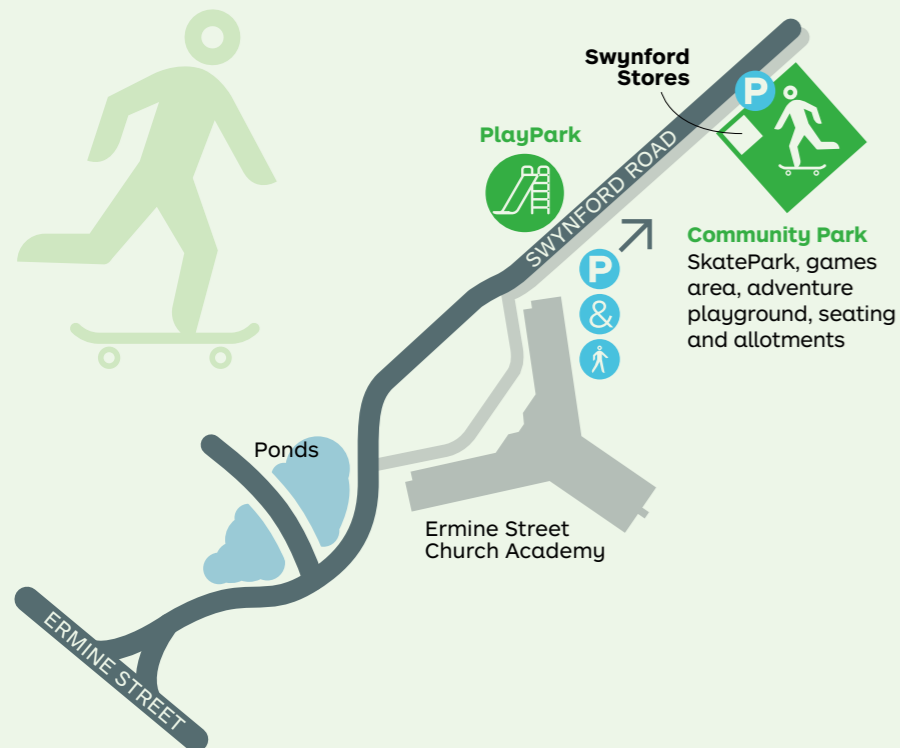 Swynford
Stores
P
PlayPark
SWYNFORD ROAD
P
&
Community Park
SkatePark, games
area, adventure
playground, seating
and allotments
Ponds
Ermine Street
Church Academy
ERMINE STREET